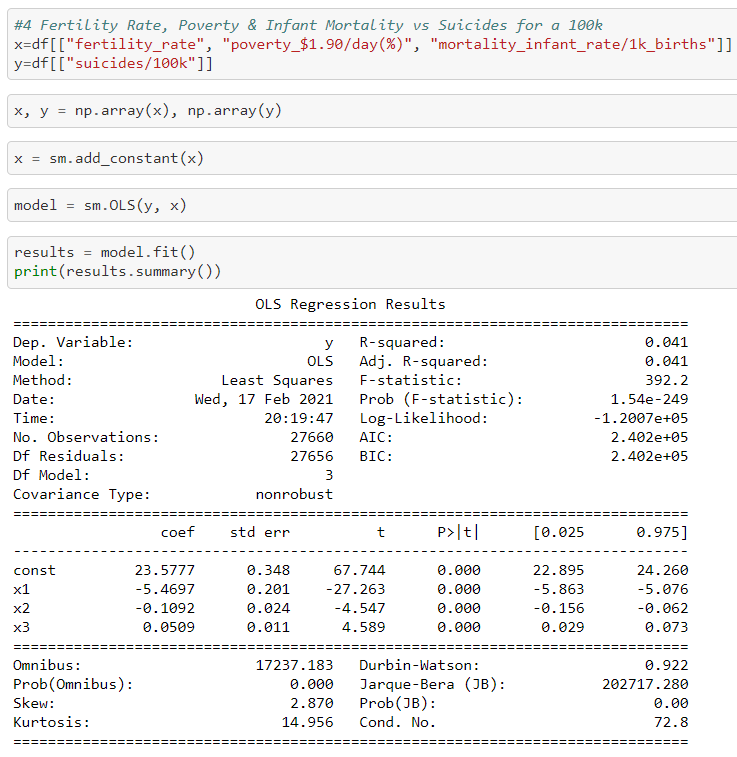 #4 Fertility Rate, Poverty & Infant Mortality vs Suicides for a 100k
x=df[["fertility_rate", "poverty_$1.90/day(%)", "mortality_infant_rate/1k_births"]]
y=df[["suicides/100k"]]
x, y = np.array(x), np.array(y)
x = sm.add_constant(x)
model = sm.OLS(y, x)
results = model.fit()
print(results.summary())
OLS Regression Results
==============================================================================
Dep. Variable:                      y   R-squared:                       0.041
Model:                            OLS   Adj. R-squared:                  0.041
Method:                 Least Squares   F-statistic:                     392.2
Date:                Wed, 17 Feb 2021   Prob (F-statistic):          1.54e-249
Time:                        20:19:47   Log-Likelihood:            -1.2007e+05
No. Observations:               27660   AIC:                         2.402e+05
Df Residuals:                   27656   BIC:                         2.402e+05
Df Model:                           3
Covariance Type:            nonrobust
==============================================================================
                 coef    std err          t      P>|t|      [0.025      0.975]
------------------------------------------------------------------------------
const         23.5777      0.348     67.744      0.000      22.895      24.260
x1            -5.4697      0.201    -27.263      0.000      -5.863      -5.076
x2            -0.1092      0.024     -4.547      0.000      -0.156      -0.062
x3             0.0509      0.011      4.589      0.000       0.029       0.073
==============================================================================
Omnibus:                    17237.183   Durbin-Watson:                   0.922
Prob(Omnibus):                  0.000   Jarque-Bera (JB):           202717.280
Skew:                           2.870   Prob(JB):                         0.00
Kurtosis:                      14.956   Cond. No.                         72.8
==============================================================================